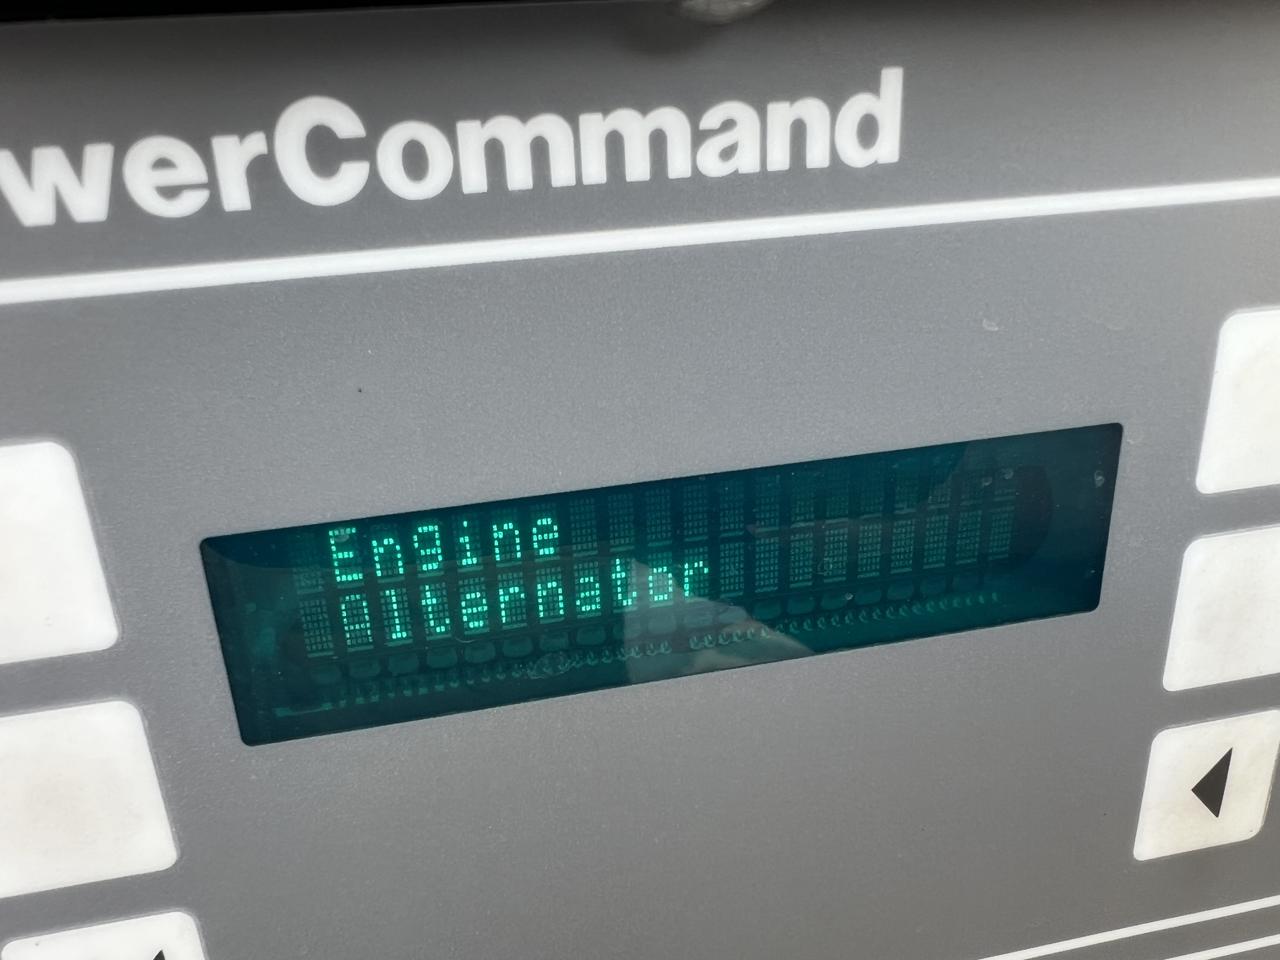 werCommand
Engine
Alternator